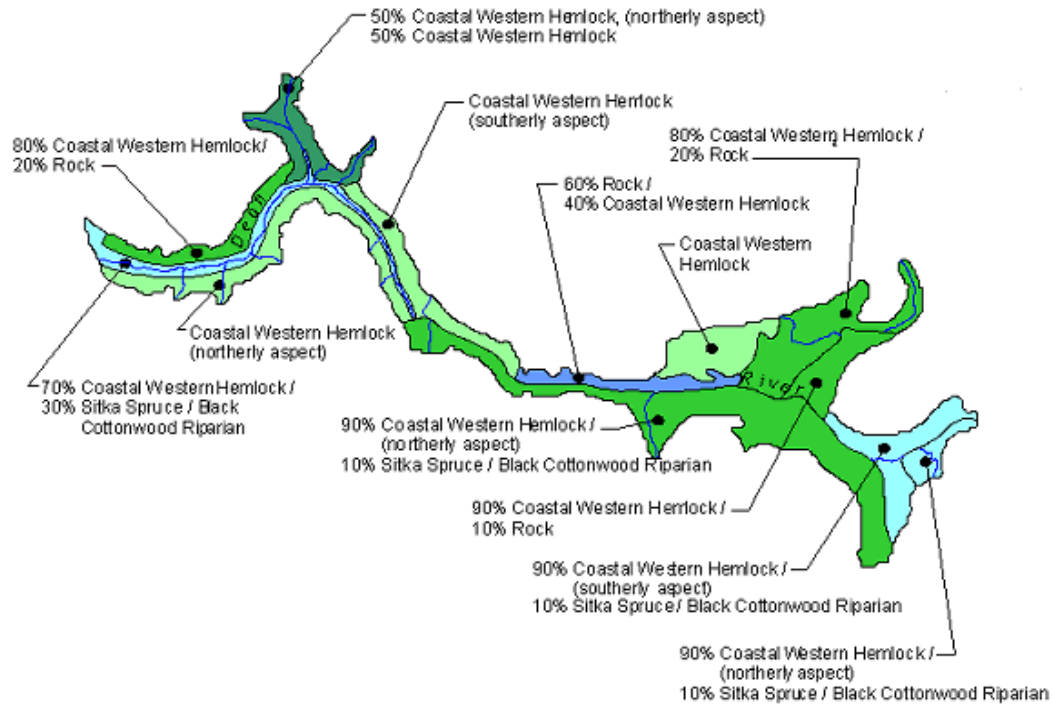 50% Coastal Western Hemlock, (northerly aspect)
50% Coastal Western Hemlock
Coastal Western Hemlock
(southerly aspect)
80% Coastal Western Hemlock /
20% Rock
80% Coastal Western Hemlock/
20% Rock
60% Rock /
40% Coastal Western Hemlock
Coastal Western
Hemlock
Dean
Coastal Western Hemlock
(northerly aspect)
River
70% Coastal Western Hemlock /
30% Sitka Spruce / Black
Cottonwood Riparian
90% Coastal Western Hemlock /
(northerly aspect)
10% Sitka Spruce / Black Cottonwood Riparian
90% Coastal Western Hemlock /
10% Rock
90% Coastal Western Hemlock /
(southerly aspect)
10% Sitka Spruce / Black Cottonwood Riparian
90% Coastal Western Hemlock /
(northerly aspect)
10% Sitka Spruce / Black Cottonwood Riparian